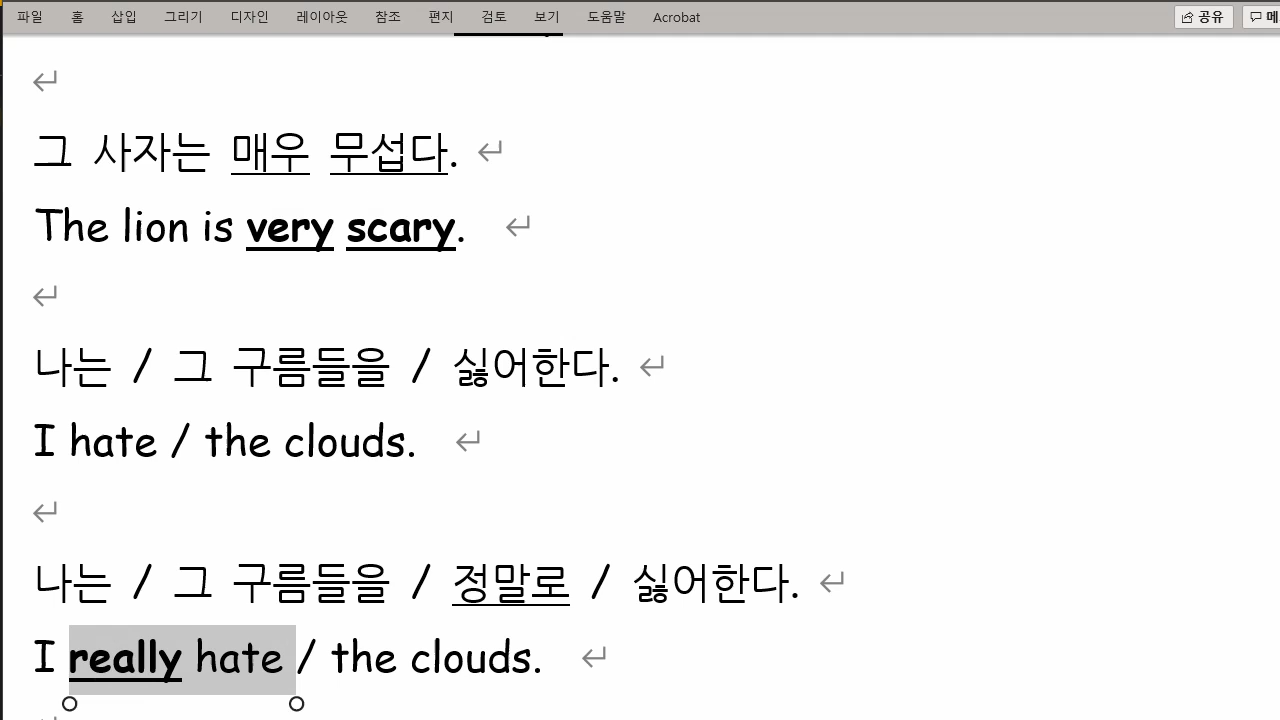 파일 홈 삽입 그리기 디자인 레이아웃 참조 편지 검토 보기 도움말 Acrobat 공유
그 사자는 매우 무섭다.
The lion is very scary.
나는 / 그 구름들을 / 싫어한다.
I hate / the clouds.
나는 / 그 구름들을 / 정말로 / 싫어한다.
I really hate / the clouds.